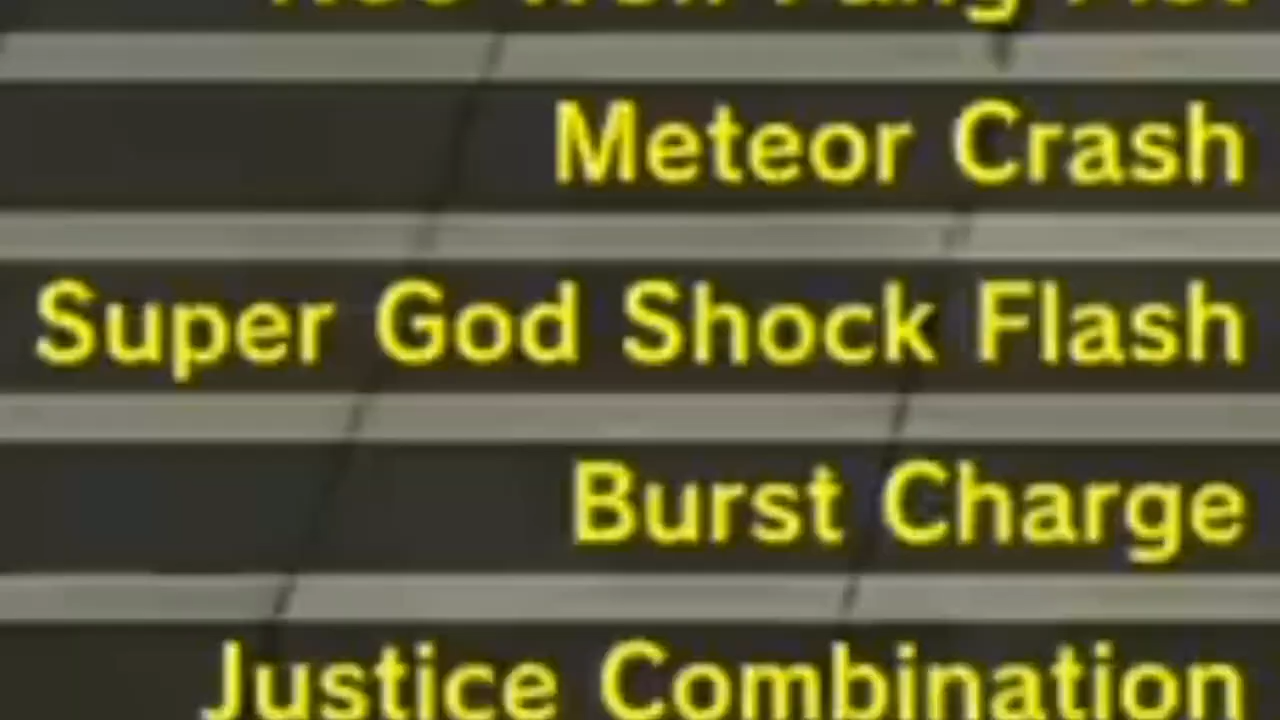 Meteor Crash
Super God Shock Flash
Burst Charge
Justice Combination